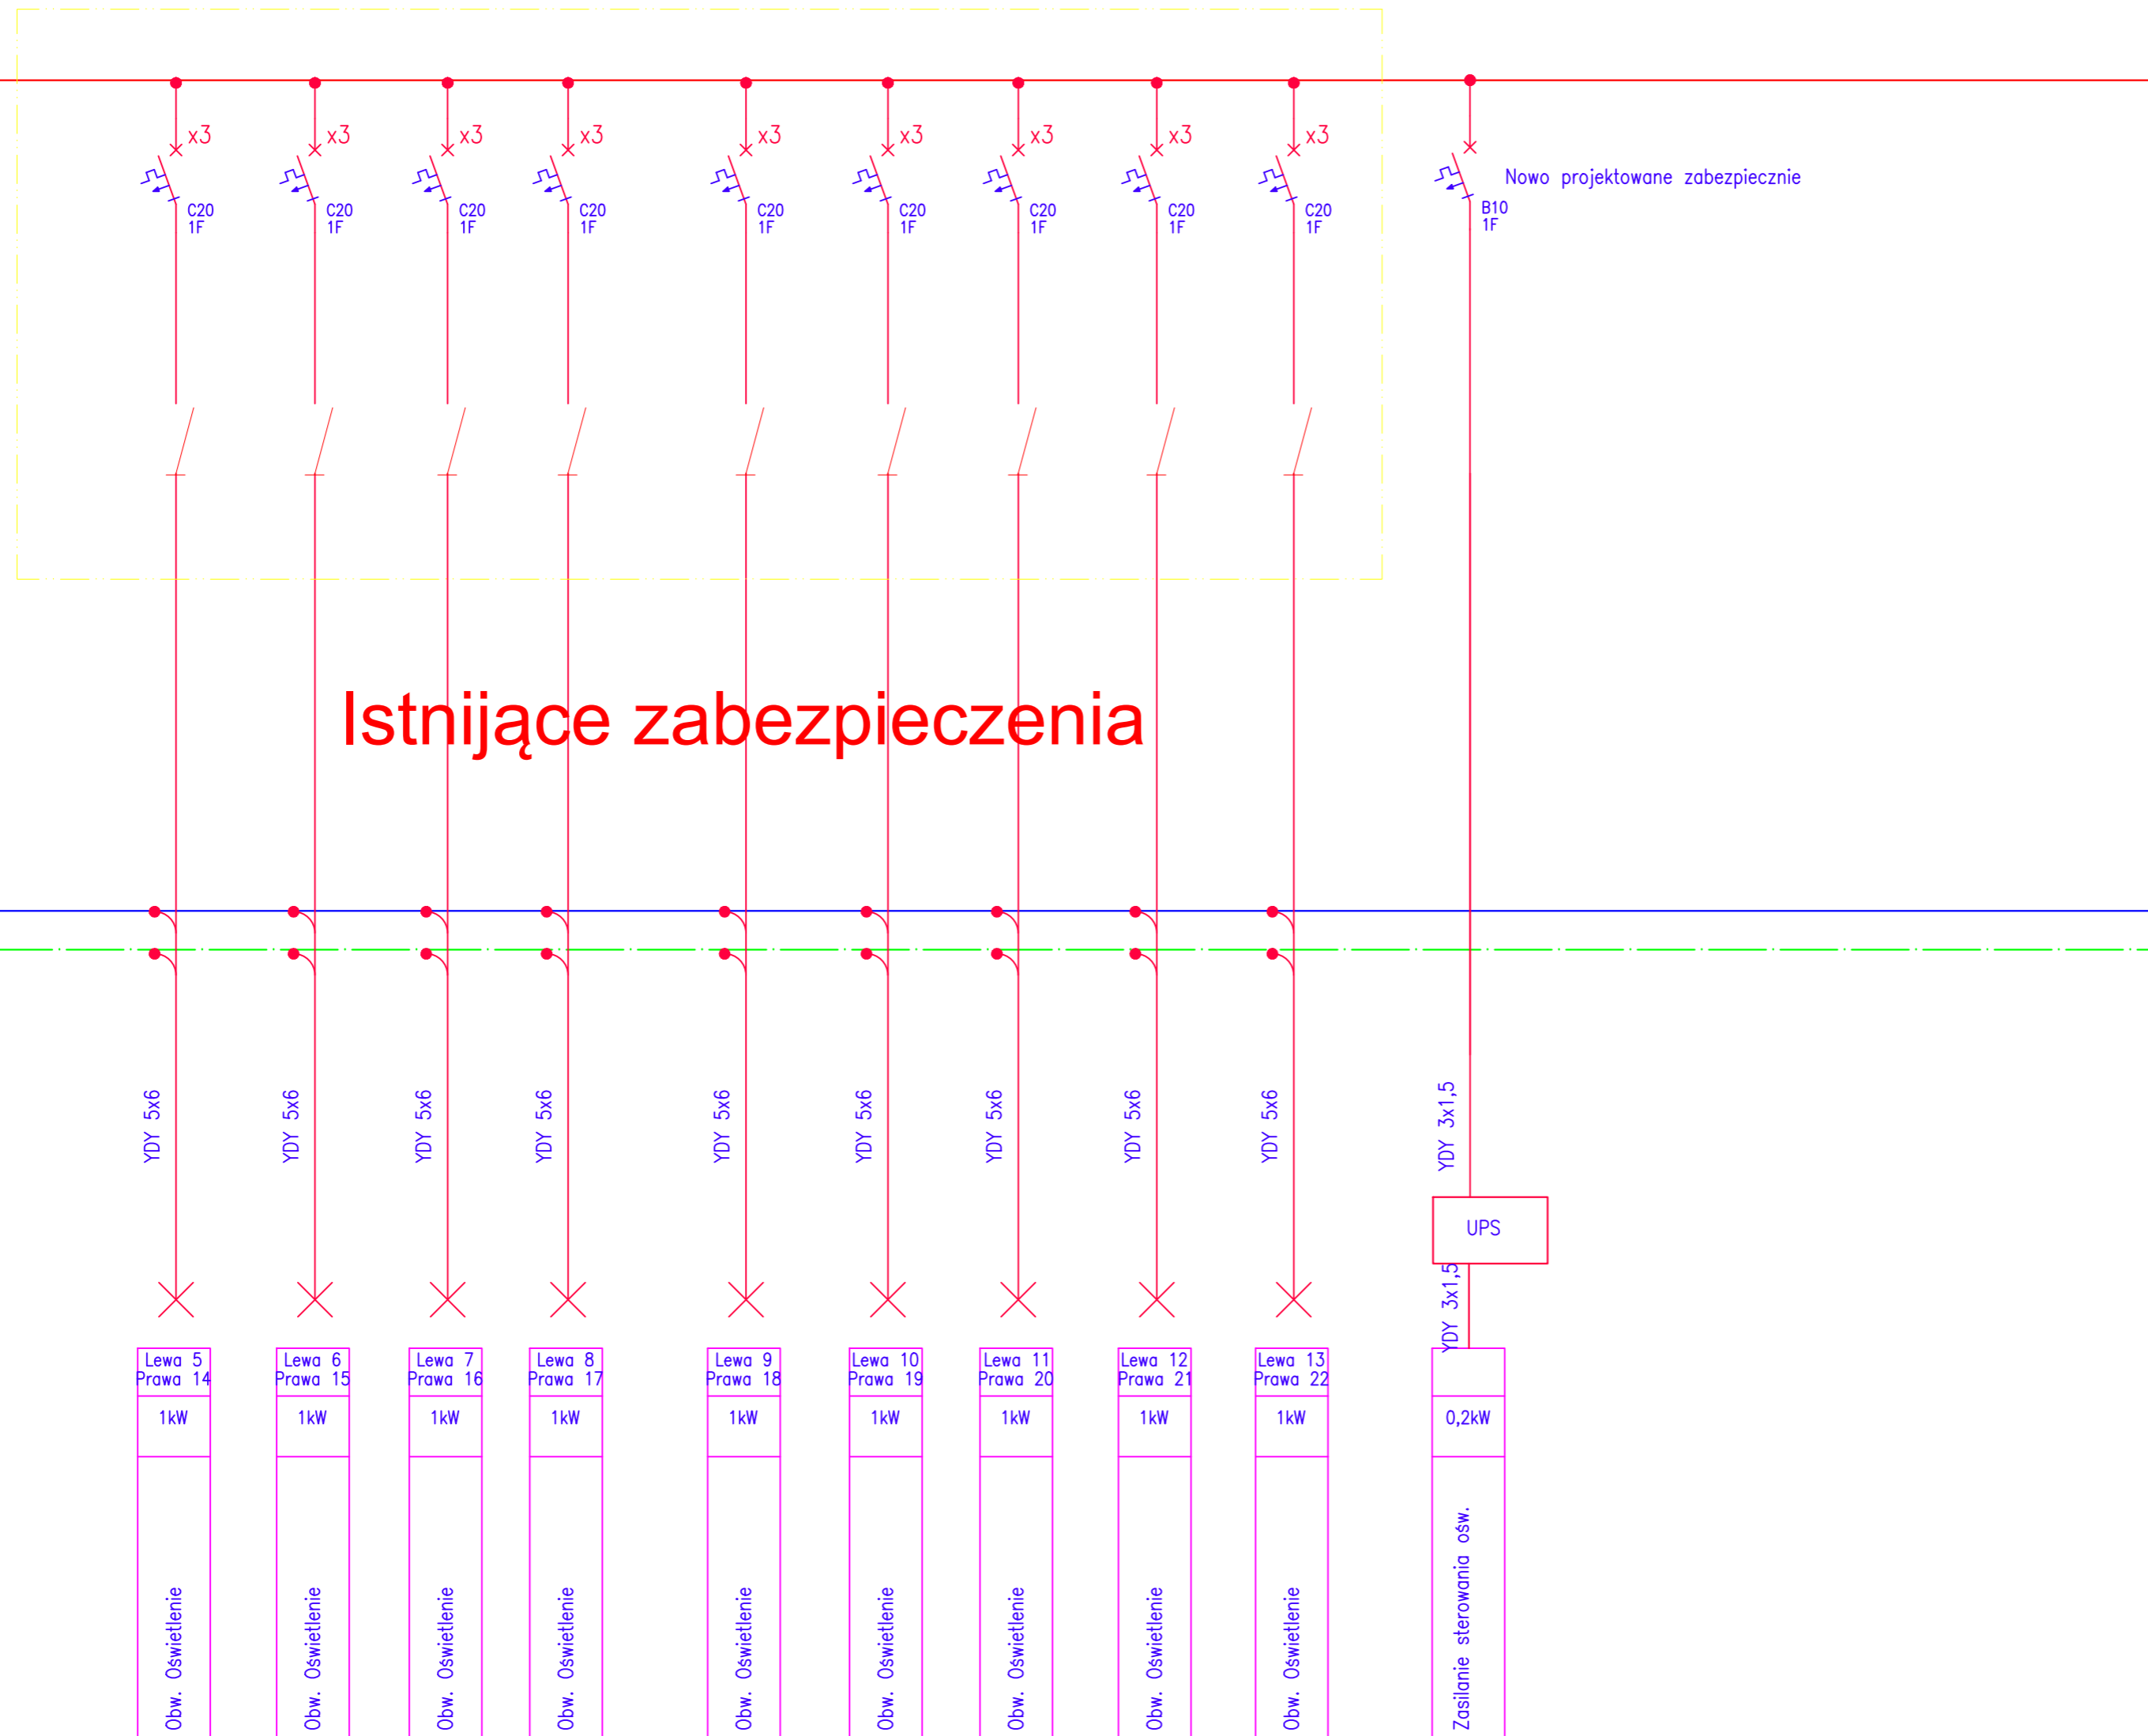 x3
x3
x3
x3
x3
x3
x3
x3
x3
Nowo projektowane zabezpiecznie
C20
1F
C20
1F
C20
1F
C20
1F
C20
1F
C20
1F
C20
1F
C20
1F
C20
1F
B10
1F
Istnijące zabezpieczenia
YDY 5x6
YDY 5x6
YDY 5x6
YDY 5x6
YDY 5x6
YDY 5x6
YDY 5x6
YDY 5x6
YDY 5x6
YDY 3x1,5
UPS
YDY 3x1,5
Lewa 5
Prawa 14
Lewa 6
Prawa 15
Lewa 7
Prawa 16
Lewa 8
Prawa 17
Lewa 9
Prawa 18
Lewa 10
Prawa 19
Lewa 11
Prawa 20
Lewa 12
Prawa 21
Lewa 13
Prawa 22
1kW
1kW
1kW
1kW
1kW
1kW
1kW
1kW
1kW
0,2kW
Obw. Oświetlenie
Obw. Oświetlenie
Obw. Oświetlenie
Obw. Oświetlenie
Obw. Oświetlenie
Obw. Oświetlenie
Obw. Oświetlenie
Obw. Oświetlenie
Obw. Oświetlenie
Zasilanie sterowania ośw.